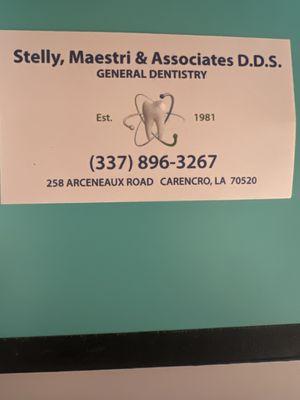 Stelly, Maestri & Associates D.D.S.
GENERAL DENTISTRY
Est. 1981
(337) 896-3267
258 ARCENEAUX ROAD CARENCRO, LA 70520